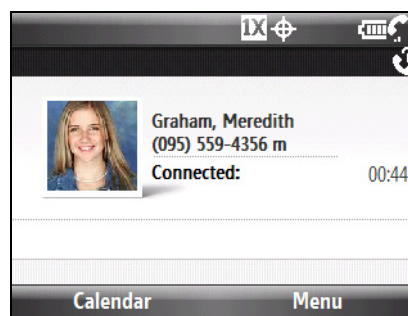 1X
Graham, Meredith
(095) 559-4356 m
Connected: 00:44
Calendar Menu